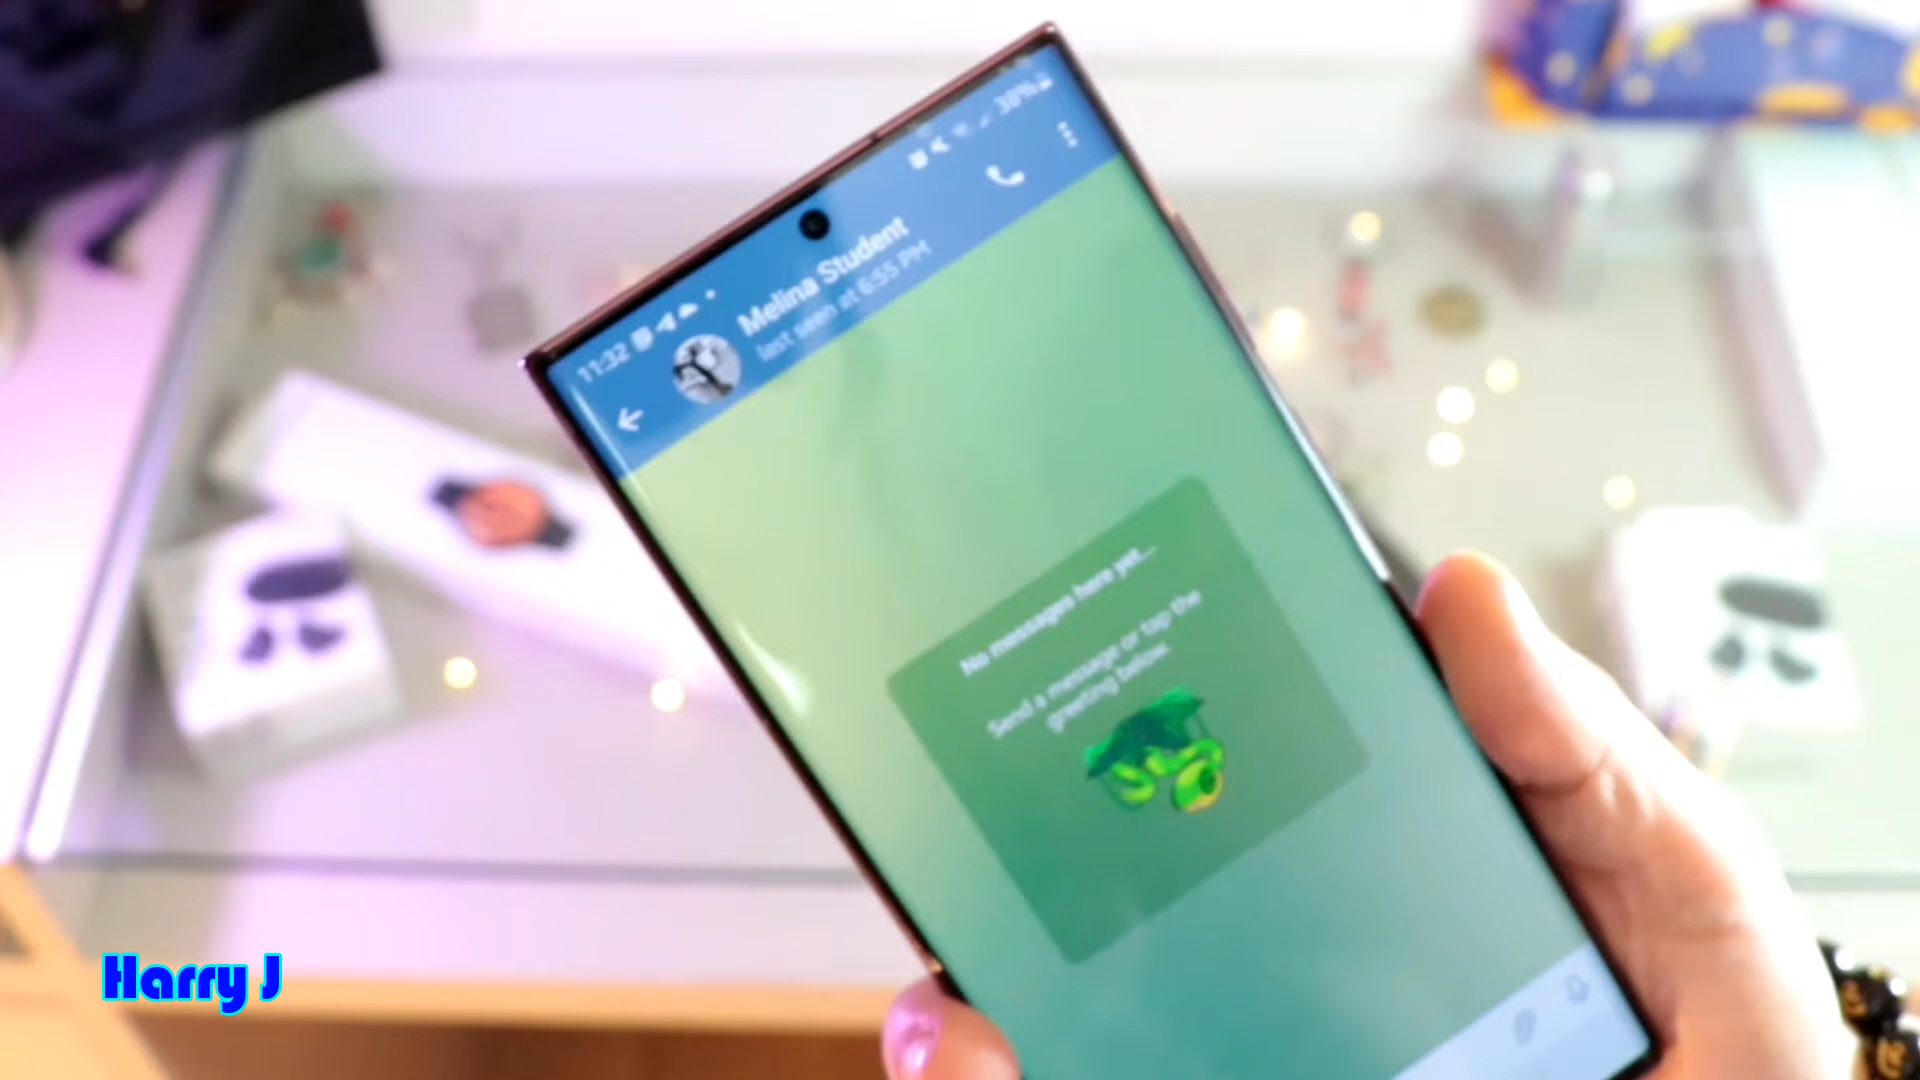 11:32
38%
Melina Student
last seen at 6:55 PM
No messages here yet...
Send a message or tap the
greeting below.
Harry J